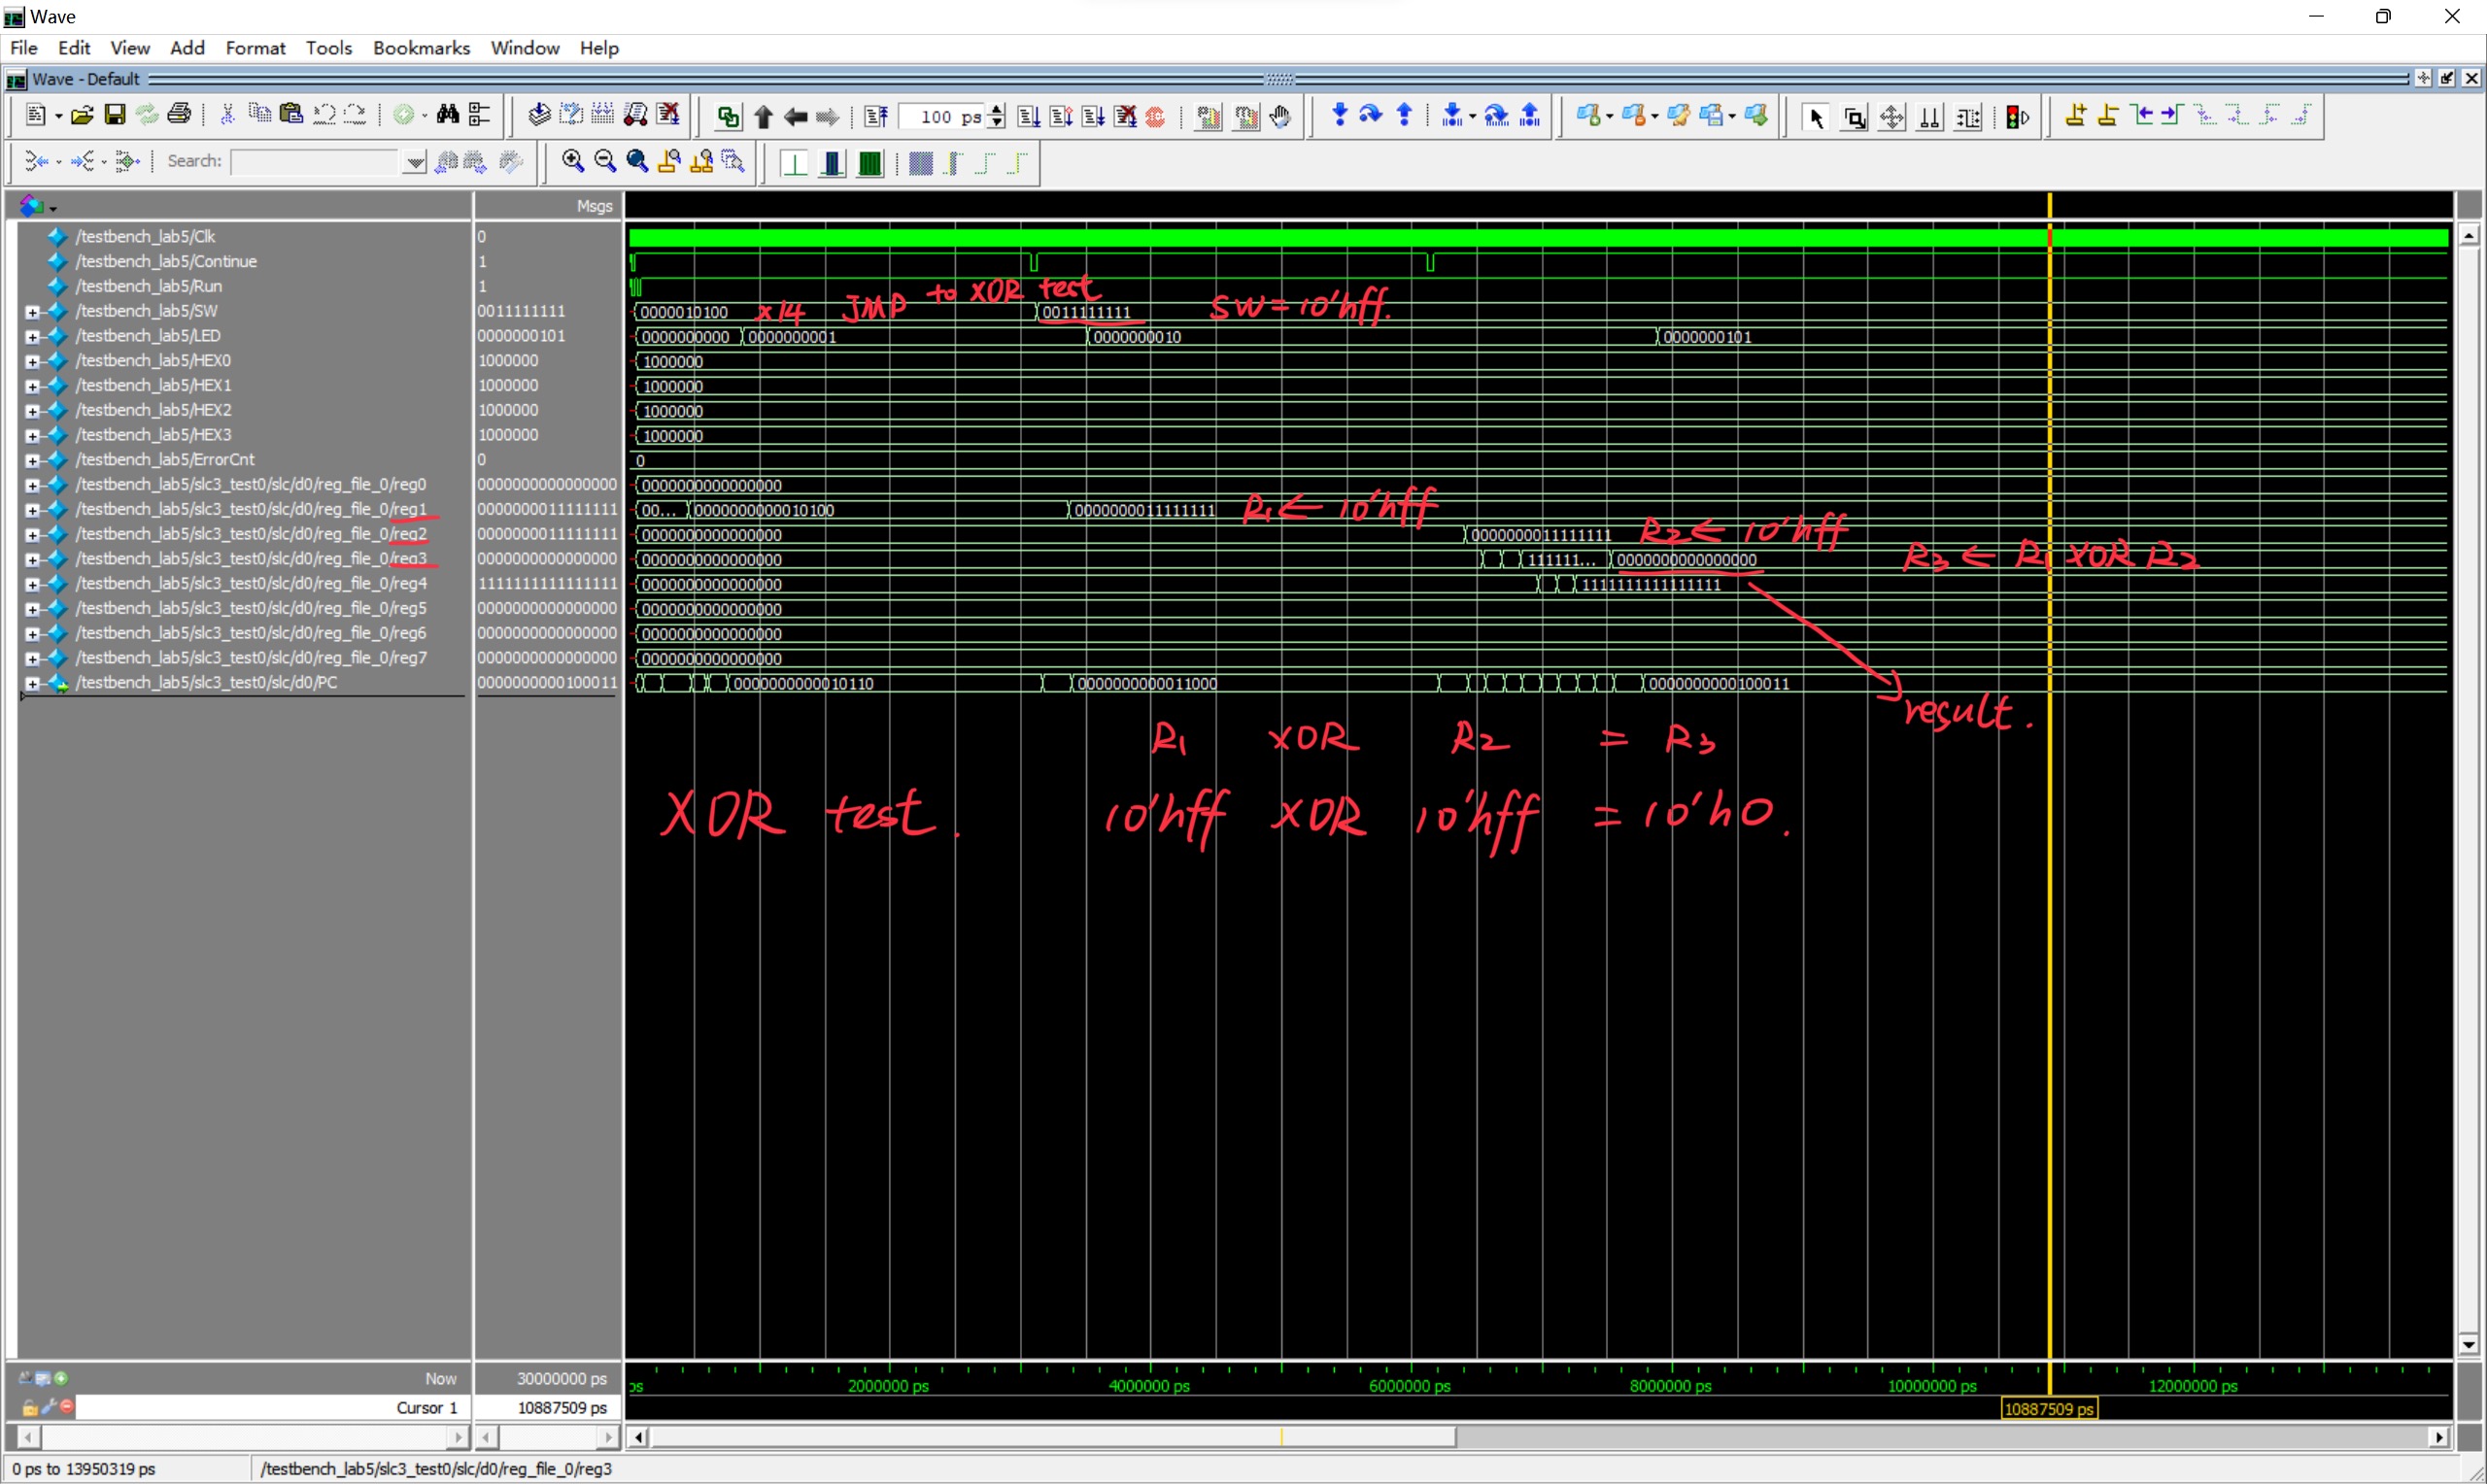 Wave
File Edit View Add Format Tools Bookmarks Window Help
Wave - Default
100 ps
Search:
Msgs
/testbench_lab5/Clk 0
/testbench_lab5/Continue 1
/testbench_lab5/Run 1
x14 JMP to XOR test
/testbench_lab5/SW 0011111111 0000010100 0011111111 SW=10'hff.
/testbench_lab5/LED 0000000101 0000000000 0000000001 0000000010 0000000101
/testbench_lab5/HEX0 1000000 1000000
/testbench_lab5/HEX1 1000000 1000000
/testbench_lab5/HEX2 1000000 1000000
/testbench_lab5/HEX3 1000000 1000000
/testbench_lab5/ErrorCnt 0 0
/testbench_lab5/slc3_test0/slc/d0/reg_file_0/reg0 0000000000000000 0000000000000000
/testbench_lab5/slc3_test0/slc/d0/reg_file_0/reg1 0000000011111111 00... 0000000000010100 0000000011111111 R1← 10'hff
/testbench_lab5/slc3_test0/slc/d0/reg_file_0/reg2 0000000011111111 0000000000000000 0000000011111111 R2← 10'hff
/testbench_lab5/slc3_test0/slc/d0/reg_file_0/reg3 0000000000000000 0000000000000000 111111... 0000000000000000 R3 ← R1 XOR R2
/testbench_lab5/slc3_test0/slc/d0/reg_file_0/reg4 1111111111111111 0000000000000000 1111111111111111
/testbench_lab5/slc3_test0/slc/d0/reg_file_0/reg5 0000000000000000 0000000000000000
/testbench_lab5/slc3_test0/slc/d0/reg_file_0/reg6 0000000000000000 0000000000000000
/testbench_lab5/slc3_test0/slc/d0/reg_file_0/reg7 0000000000000000 0000000000000000
/testbench_lab5/slc3_test0/slc/d0/PC 0000000000100011 0000000000010110 0000000000011000 0000000000100011
result.
R1 XOR R2 = R3
XOR test. 10'hff XOR 10'hff = 10'h0.
Now 30000000 ps
ps 2000000 ps 4000000 ps 6000000 ps 8000000 ps 10000000 ps 12000000 ps
Cursor 1 10887509 ps 10887509 ps
0 ps to 13950319 ps /testbench_lab5/slc3_test0/slc/d0/reg_file_0/reg3